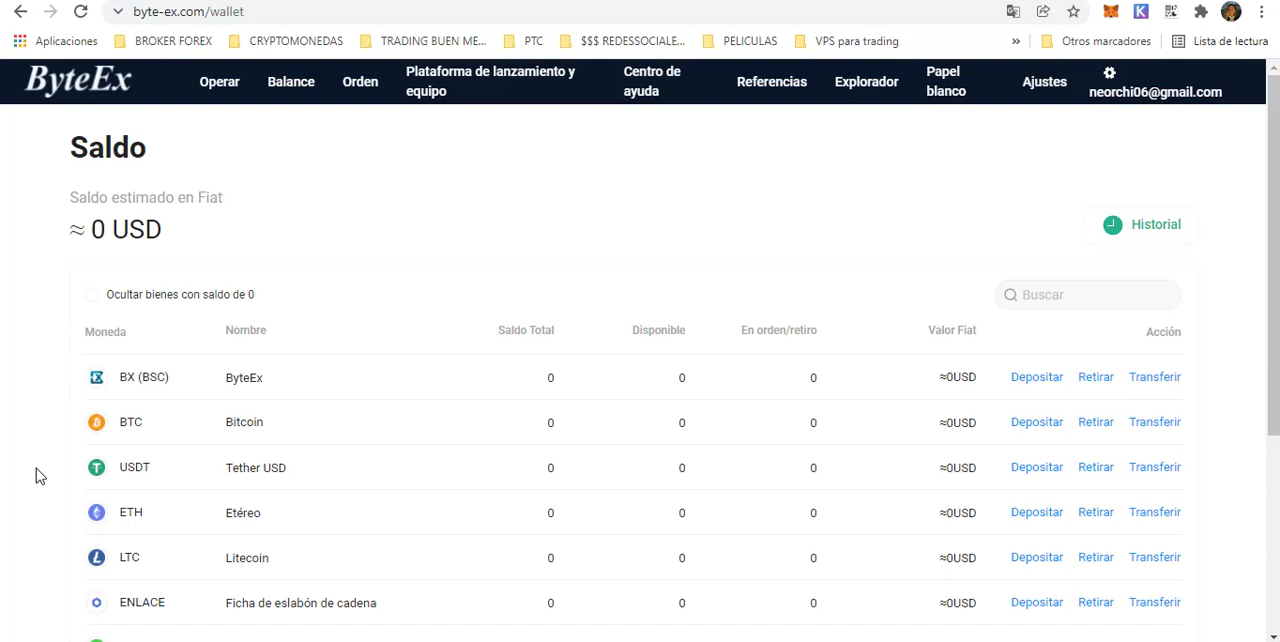 byte-ex.com/wallet
Aplicaciones BROKER FOREX CRYPTOMONEDAS TRADING BUEN ME... PTC $$$ REDESSOCIALE... PELICULAS VPS para trading » Otros marcadores Lista de lectura
ByteEx Operar Balance Orden Plataforma de lanzamiento y equipo Centro de ayuda Referencias Explorador Papel blanco Ajustes neorchi06@gmail.com
Saldo
Saldo estimado en Fiat
≈ 0 USD
Historial
Ocultar bienes con saldo de 0 Buscar
Moneda Nombre Saldo Total Disponible En orden/retiro Valor Fiat Acción
BX (BSC) ByteEx 0 0 0 ≈0USD Depositar Retirar Transferir
BTC Bitcoin 0 0 0 ≈0USD Depositar Retirar Transferir
USDT Tether USD 0 0 0 ≈0USD Depositar Retirar Transferir
ETH Etéreo 0 0 0 ≈0USD Depositar Retirar Transferir
LTC Litecoin 0 0 0 ≈0USD Depositar Retirar Transferir
ENLACE Ficha de eslabón de cadena 0 0 0 ≈0USD Depositar Retirar Transferir